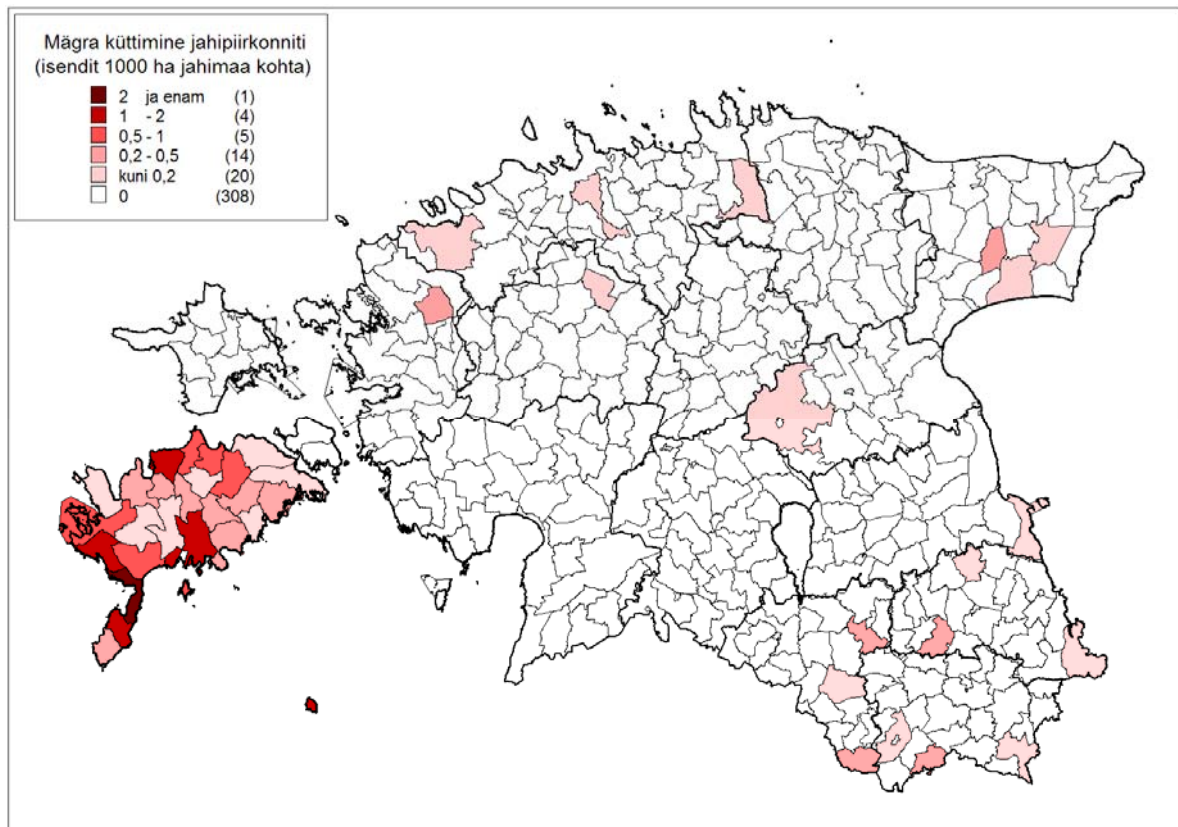 Mägra küttimine jahipiirkonniti
(isendit 1000 ha jahimaa kohta)
2 ja enam (1)
1 - 2 (4)
0,5 - 1 (5)
0,2 - 0,5 (14)
kuni 0,2 (20)
0 (308)